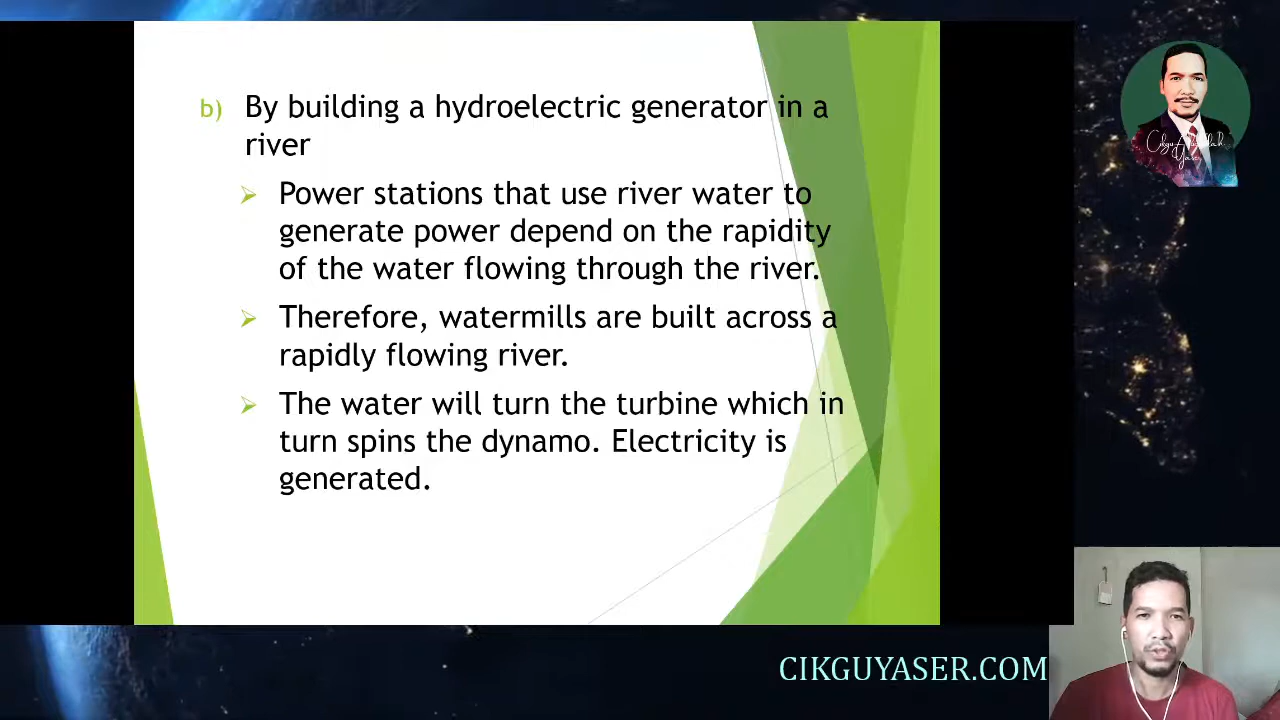 b) By building a hydroelectric generator in a
river
Power stations that use river water to
generate power depend on the rapidity
of the water flowing through the river.
Therefore, watermills are built across a
rapidly flowing river.
The water will turn the turbine which in
turn spins the dynamo. Electricity is
generated.
CIKGUYASER.COM